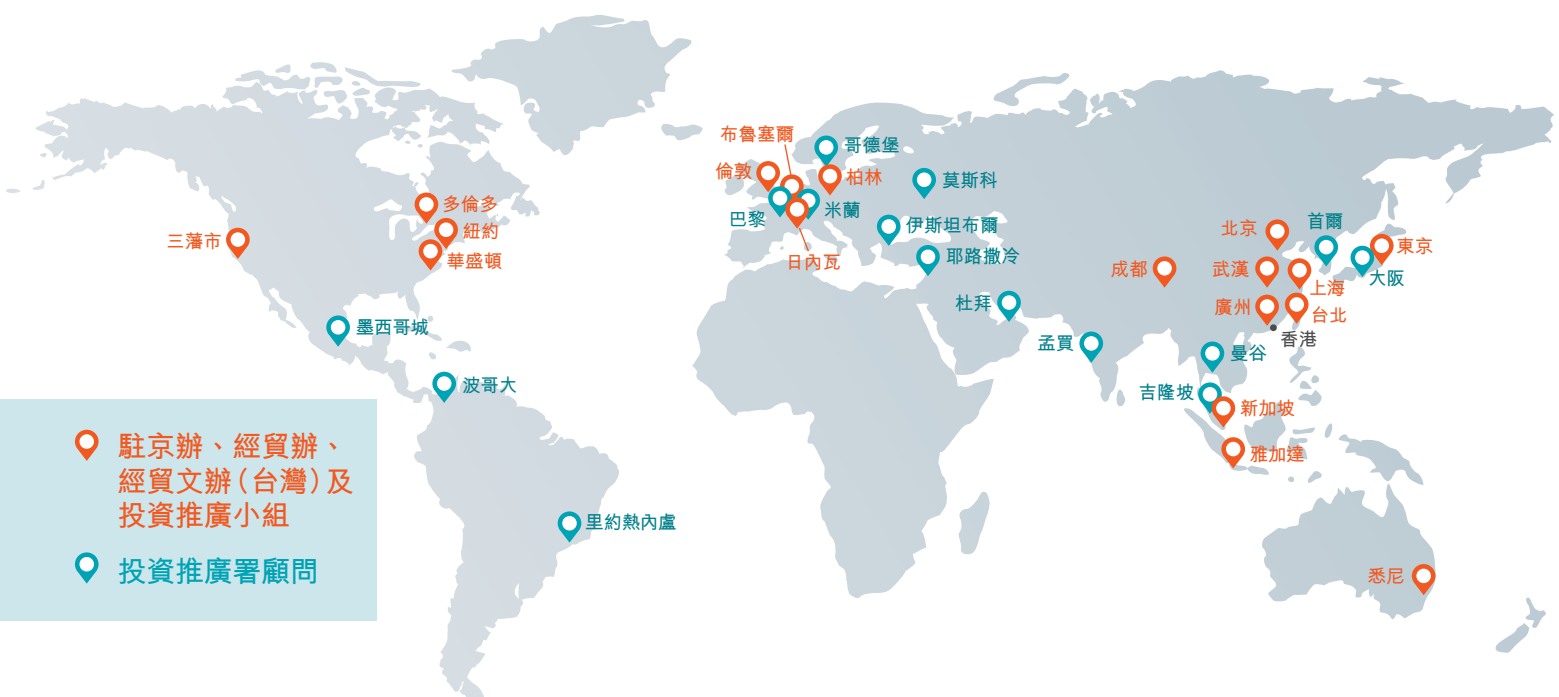 布魯塞爾
哥德堡
倫敦
柏林
莫斯科
多倫多
巴黎
米蘭
紐約
伊斯坦布爾
北京
首爾
三藩市
東京
華盛頓
日內瓦
耶路撒冷
成都
武漢
大阪
上海
杜拜
廣州
台北
墨西哥城
香港
孟買
曼谷
波哥大
吉隆坡
新加坡
雅加達
駐京辦、經貿辦、
經貿文辦(台灣)及
投資推廣小組
里約熱內盧
投資推廣署顧問
悉尼